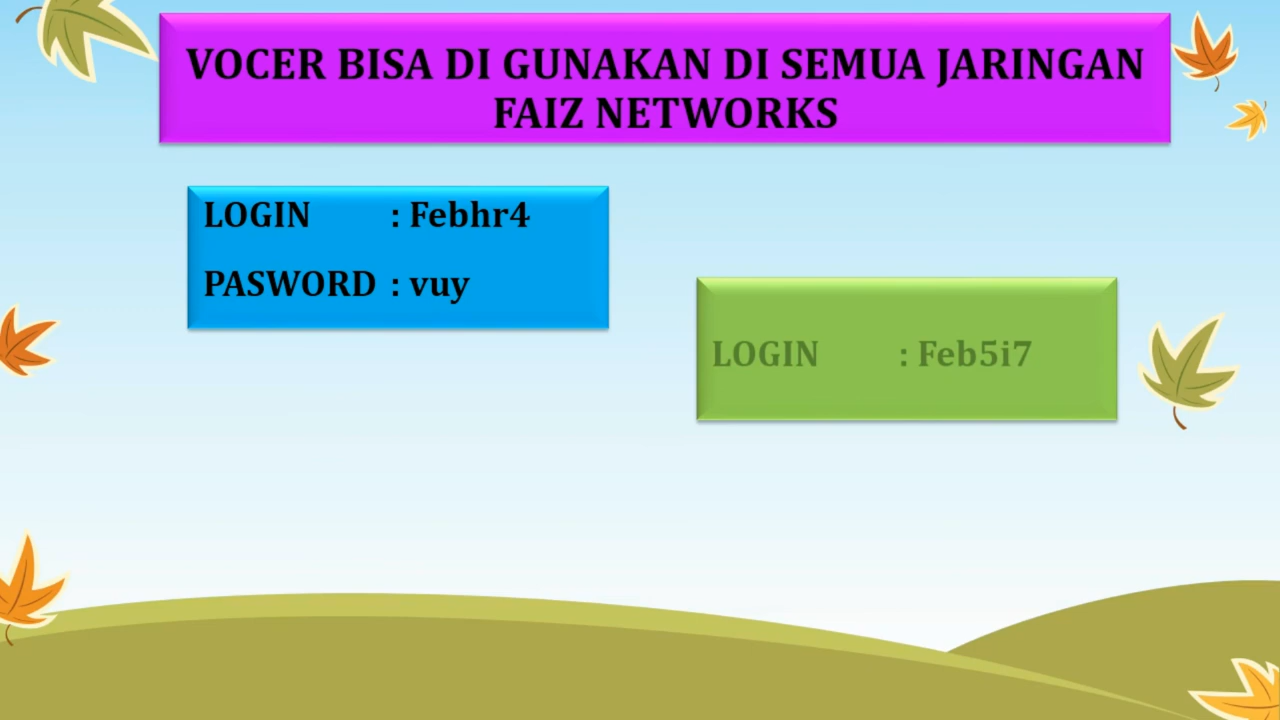 VOCER BISA DI GUNAKAN DI SEMUA JARINGAN
FAIZ NETWORKS
LOGIN : Febhr4
PASWORD : vuy
LOGIN : Feb5i7